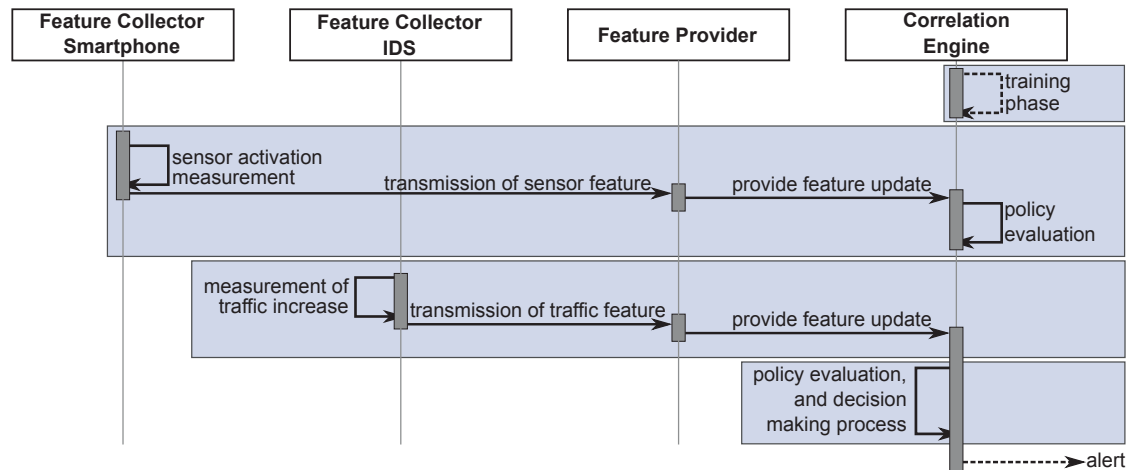 Feature Collector
Smartphone
Feature Collector
IDS
Feature Provider
Correlation
Engine
training
phase
sensor activation
measurement
transmission of sensor feature
provide feature update
policy
evaluation
measurement of
traffic increase
transmission of traffic feature
provide feature update
policy evaluation,
and decision
making process
alert